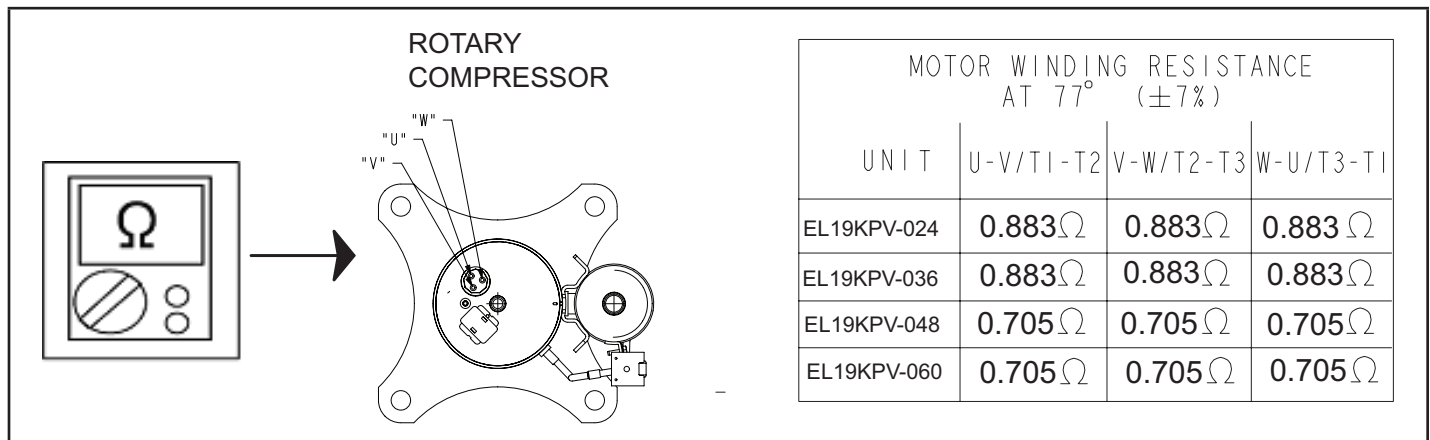 ROTARY
COMPRESSOR
"W"
"U"
"V"
Ω
MOTOR WINDING RESISTANCE
AT 77° (±7%)
UNIT U-V/T1-T2 V-W/T2-T3 W-U/T3-T1
EL19KPV-024 0.883Ω 0.883Ω 0.883 Ω
EL19KPV-036 0.883Ω 0.883Ω 0.883Ω
EL19KPV-048 0.705Ω 0.705Ω 0.705Ω
EL19KPV-060 0.705Ω 0.705Ω 0.705Ω